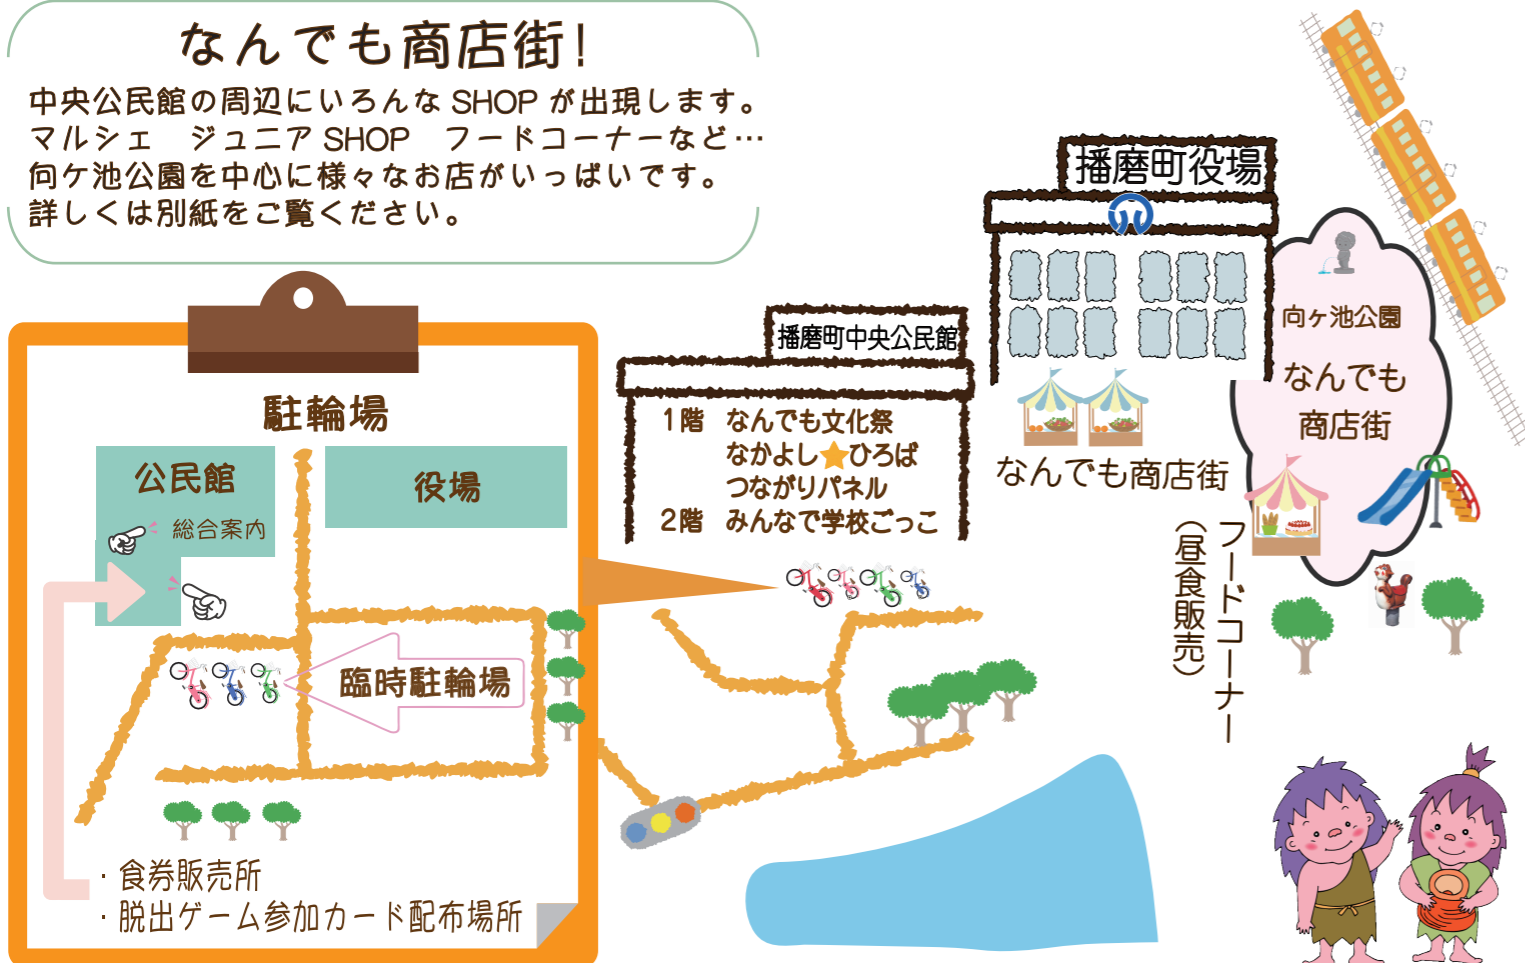 なんでも商店街!
中央公民館の周辺にいろんな SHOP が出現します。
マルシェ　ジュニア SHOP　フードコーナーなど…
向ケ池公園を中心に様々なお店がいっぱいです。
詳しくは別紙をご覧ください。
播磨町役場
向ヶ池公園
なんでも
商店街
播磨町中央公民館
1階　なんでも文化祭
なかよし⭐ひろば
つながりパネル
2階　みんなで学校ごっこ
なんでも商店街
フードコーナー
（昼食販売）
駐輪場
公民館
総合案内
役場
臨時駐輪場
・食券販売所
・脱出ゲーム参加カード配布場所